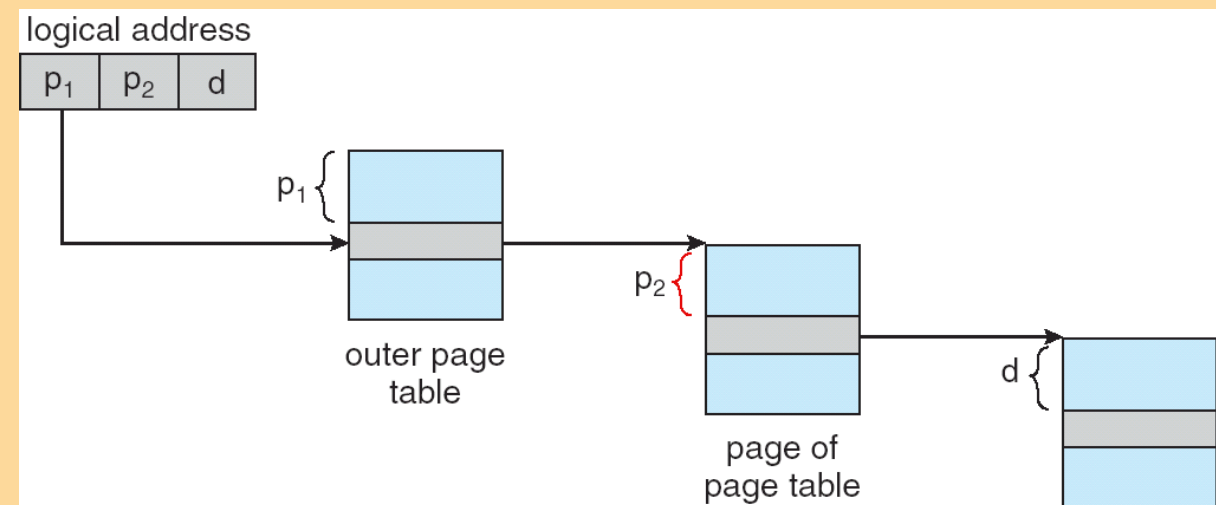 logical address
p₁ p₂ d
p₁
p₂
outer page
table
d
page of
page table